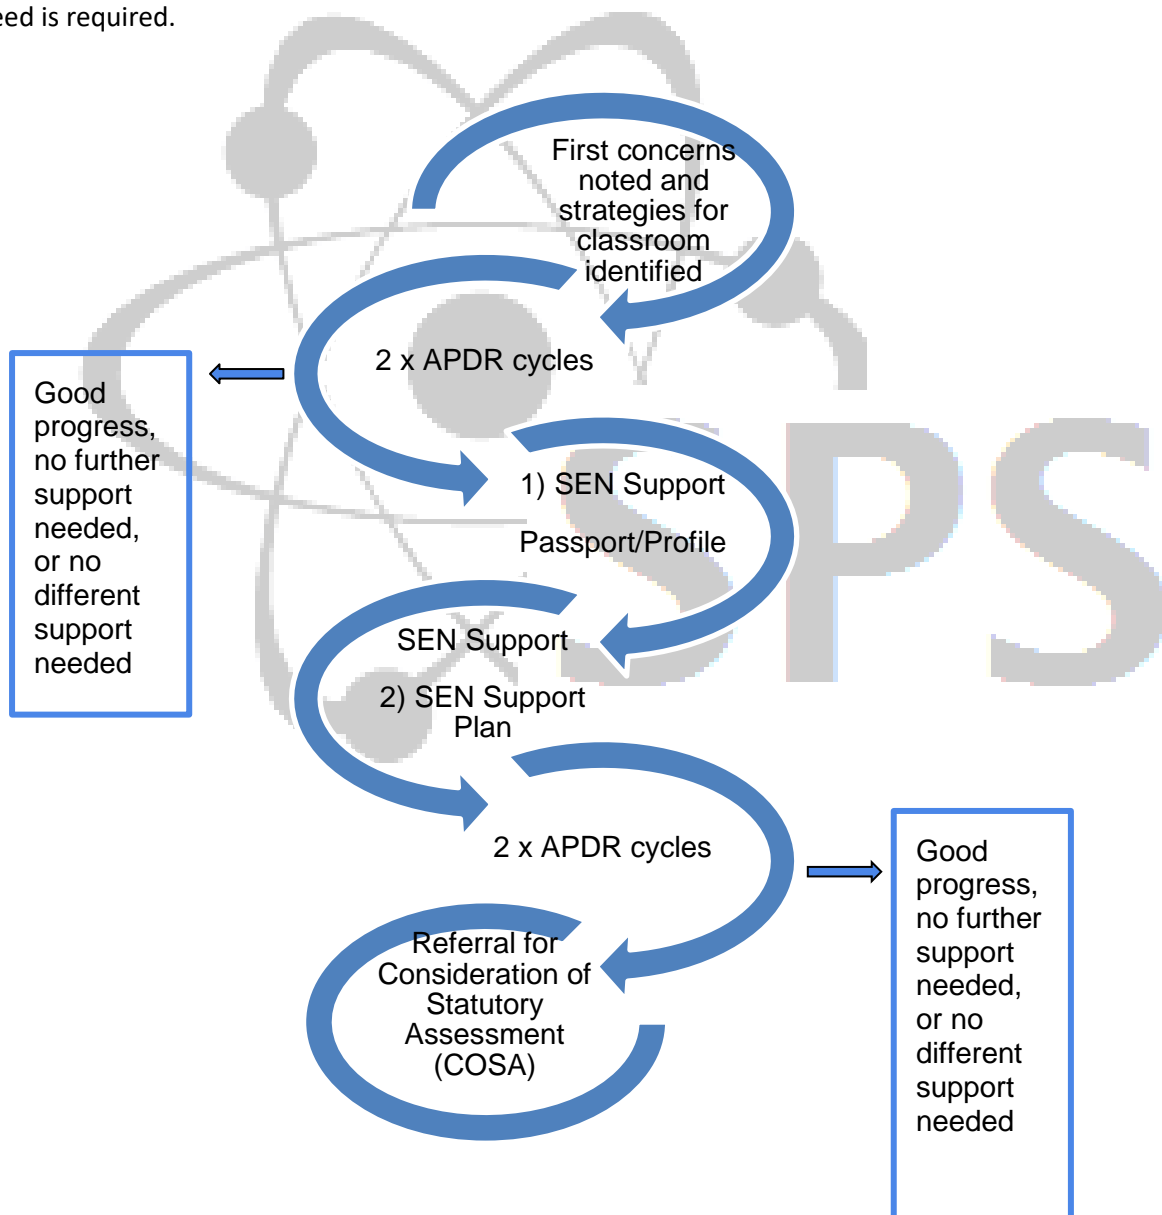 eed is required.
First concerns
noted and
strategies for
classroom
identified
2 x APDR cycles
Good
progress,
no further
support
needed,
or no
different
support
needed
1) SEN Support
Passport/Profile
SPS
SEN Support
2) SEN Support
Plan
2 x APDR cycles
Good
progress,
no further
support
needed,
or no
different
support
needed
Referral for
Consideration of
Statutory
Assessment
(COSA)